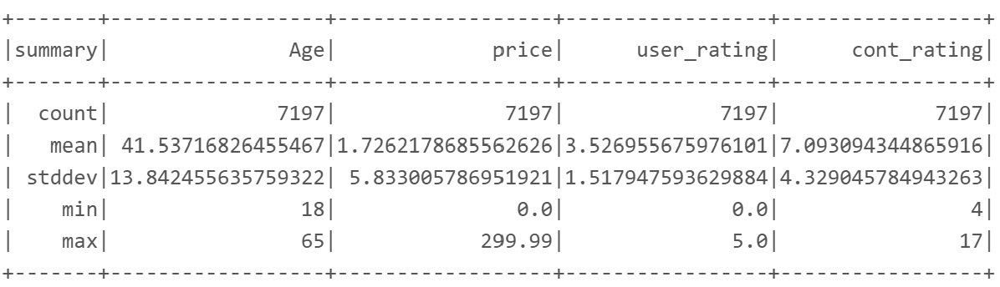 +-------+------------------+------------------+-----------------+-----------------+
|summary|               Age|             price|      user_rating|      cont_rating|
+-------+------------------+------------------+-----------------+-----------------+
|  count|              7197|              7197|             7197|             7197|
|   mean| 41.53716826455467|1.7262178685562626|3.526955675976101|7.093094344865916|
| stddev|13.842455635759322| 5.833005786951921|1.517947593629884|4.329045784943263|
|    min|                18|               0.0|              0.0|                4|
|    max|                65|            299.99|              5.0|               17|
+-------+------------------+------------------+-----------------+-----------------+